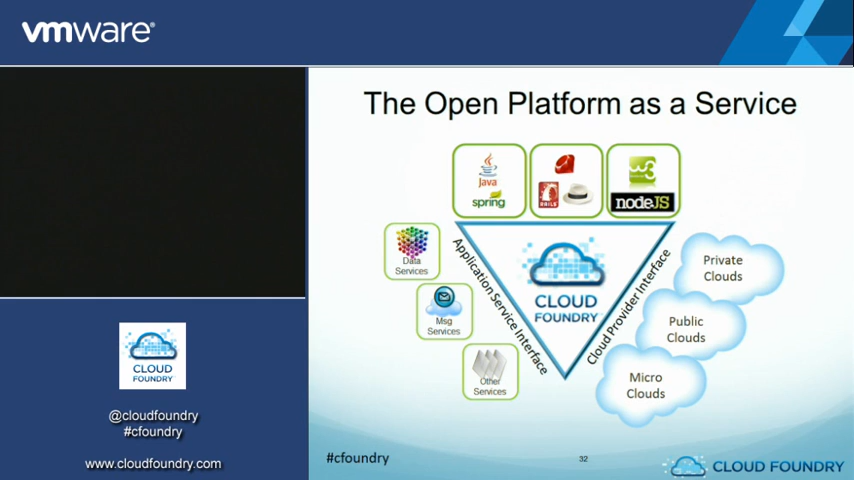 vmware®
The Open Platform as a Service
Java
spring
RAILS
w3
nodeJS
Data
Services
Msg
Services
Other
Services
Application Service Interface
CLOUD
FOUNDRY
Cloud Provider Interface
Private
Clouds
Public
Clouds
Micro
Clouds
CLOUD
FOUNDRY
@cloudfoundry
#cfoundry
www.cloudfoundry.com
#cfoundry
32
CLOUD FOUNDRY